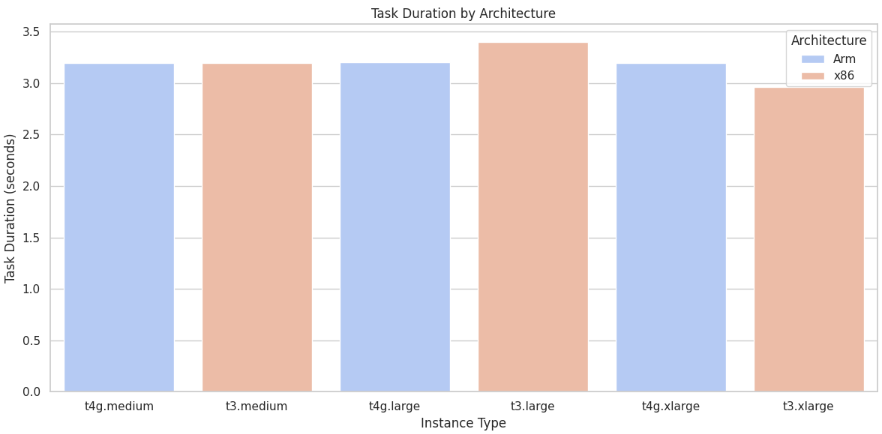 Task Duration by Architecture
Task Duration (seconds)
3.5
3.0
2.5
2.0
1.5
1.0
0.5
0.0
Architecture
Arm
x86
t4g.medium t3.medium t4g.large t3.large t4g.xlarge t3.xlarge
Instance Type